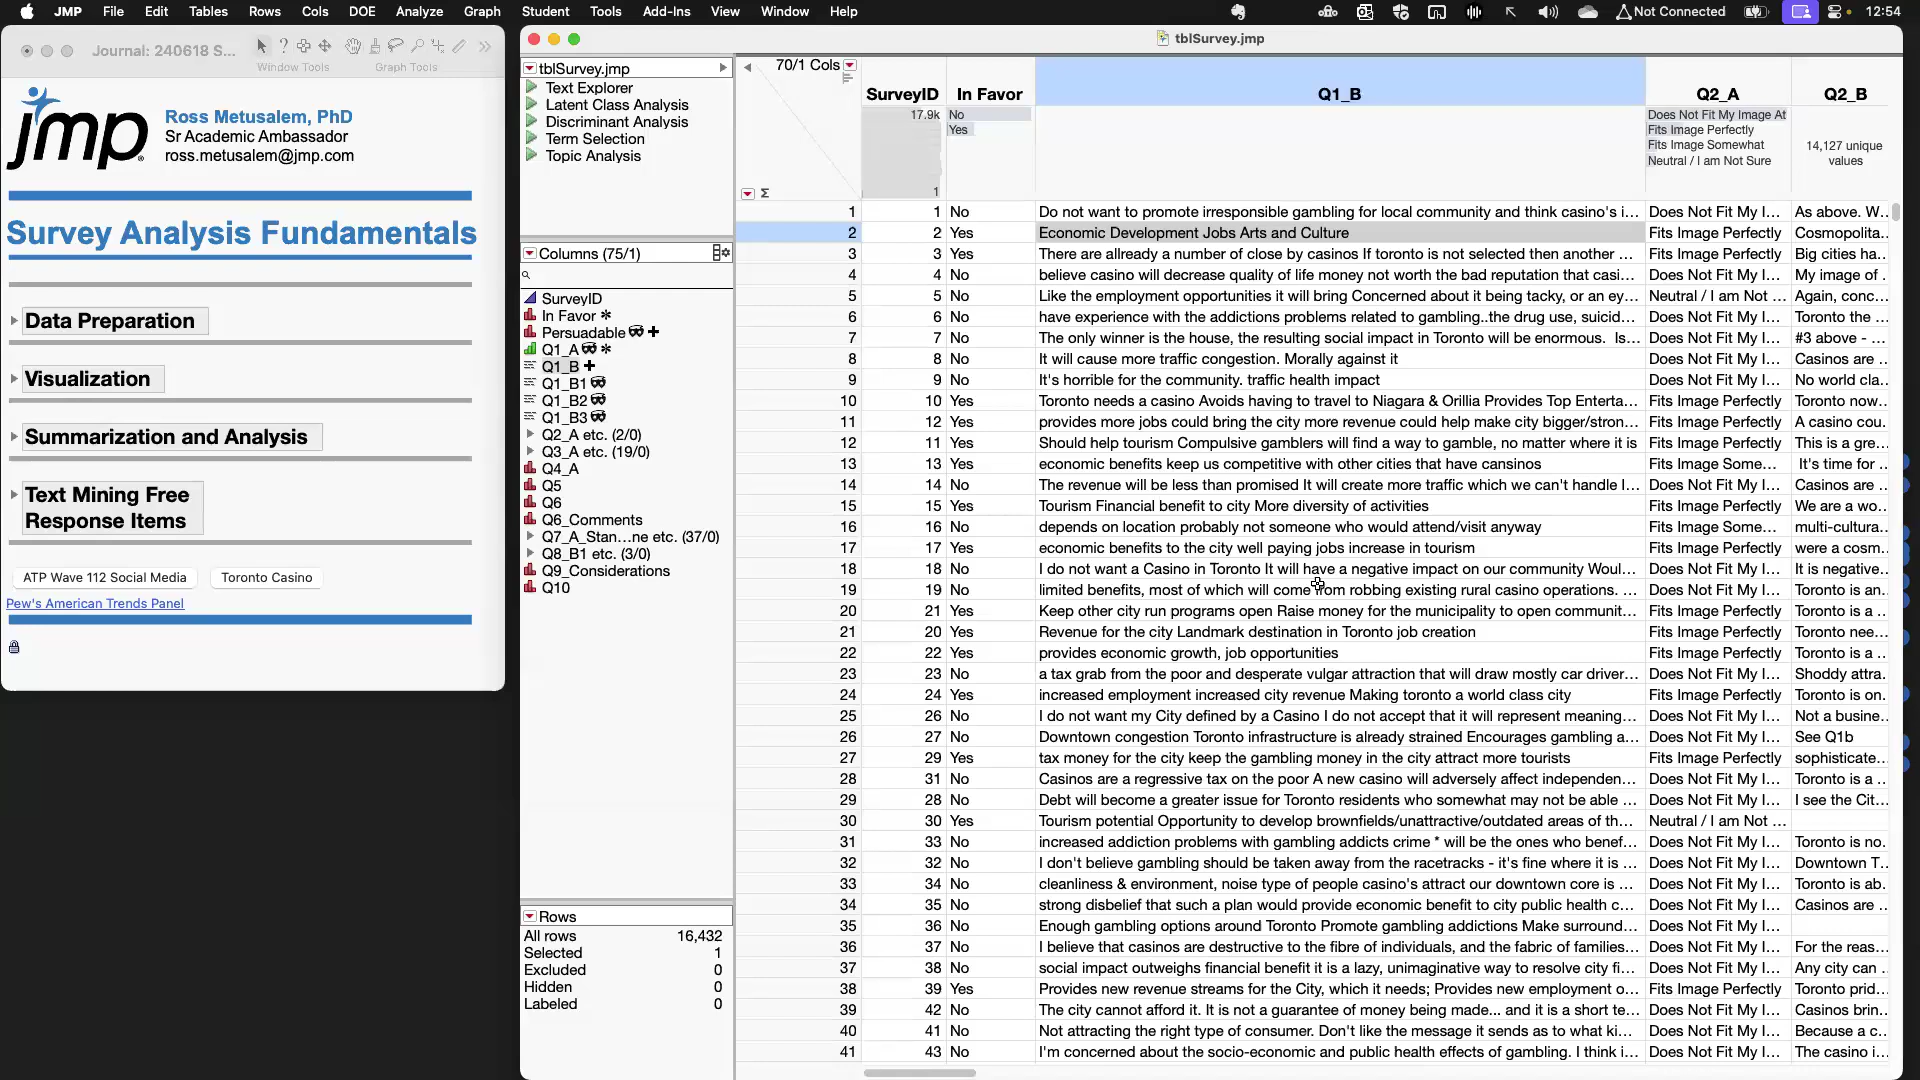 JMP File Edit Tables Rows Cols DOE Analyze Graph Student Tools Add-Ins View Window Help Not Connected 12:54
Journal: 240618 S...
Window Tools
Graph Tools
jmp
Ross Metusalem, PhD
Sr Academic Ambassador
ross.metusalem@jmp.com
Survey Analysis Fundamentals
Data Preparation
Visualization
Summarization and Analysis
Text Mining Free
Response Items
ATP Wave 112 Social Media
Toronto Casino
Pew's American Trends Panel
tblSurvey.jmp
tblSurvey.jmp
Text Explorer
Latent Class Analysis
Discriminant Analysis
Term Selection
Topic Analysis
Columns (75/1)
SurveyID
In Favor
Persuadable
Q1_A
Q1_B
Q1_B1
Q1_B2
Q1_B3
Q2_A etc. (2/0)
Q3_A etc. (19/0)
Q4_A
Q5
Q6
Q6_Comments
Q7_A_Stan...ne etc. (37/0)
Q8_B1 etc. (3/0)
Q9_Considerations
Q10
Rows
All rows 16,432
Selected 1
Excluded 0
Hidden 0
Labeled 0
70/1 Cols
SurveyID In Favor Q1_B Q2_A Q2_B
17.9k
1
No
Yes
Does Not Fit My Image At
Fits Image Perfectly
Fits Image Somewhat
Neutral / I am Not Sure
14,127 unique
values
1 1 No Do not want to promote irresponsible gambling for local community and think casino's i... Does Not Fit My I... As above. W...
2 2 Yes Economic Development Jobs Arts and Culture Fits Image Perfectly Cosmopolita...
3 3 Yes There are allready a number of close by casinos If toronto is not selected then another ... Fits Image Perfectly Big cities ha...
4 4 No believe casino will decrease quality of life money not worth the bad reputation that casi... Does Not Fit My I... My image of ...
5 5 No Like the employment opportunities it will bring Concerned about it being tacky, or an ey... Neutral / I am Not ... Again, conc...
6 6 No have experience with the addictions problems related to gambling..the drug use, suicid... Does Not Fit My I... Toronto the ...
7 7 No The only winner is the house, the resulting social impact in Toronto will be enormous. Is... Does Not Fit My I... #3 above - ...
8 8 No It will cause more traffic congestion. Morally against it Does Not Fit My I... Casinos are ...
9 9 No It's horrible for the community. traffic health impact Does Not Fit My I... No world cla...
10 10 Yes Toronto needs a casino Avoids having to travel to Niagara & Orillia Provides Top Enterta... Fits Image Perfectly Toronto now...
11 12 Yes provides more jobs could bring the city more revenue could help make city bigger/stron... Fits Image Perfectly A casino cou...
12 11 Yes Should help tourism Compulsive gamblers will find a way to gamble, no matter where it is Fits Image Perfectly This is a gre...
13 13 Yes economic benefits keep us competitive with other cities that have cansinos Fits Image Some... It's time for ...
14 14 No The revenue will be less than promised It will create more traffic which we can't handle I... Does Not Fit My I... Casinos are ...
15 15 Yes Tourism Financial benefit to city More diversity of activities Fits Image Perfectly We are a wo...
16 16 No depends on location probably not someone who would attend/visit anyway Fits Image Some... multi-cultura...
17 17 Yes economic benefits to the city well paying jobs increase in tourism Fits Image Perfectly were a cosm...
18 18 No I do not want a Casino in Toronto It will have a negative impact on our community Woul... Does Not Fit My I... It is negative...
19 19 No limited benefits, most of which will come from robbing existing rural casino operations. ... Does Not Fit My I... Toronto is an...
20 21 Yes Keep other city run programs open Raise money for the municipality to open communit... Fits Image Perfectly Toronto is a ...
21 20 Yes Revenue for the city Landmark destination in Toronto job creation Fits Image Perfectly Toronto nee...
22 22 Yes provides economic growth, job opportunities Fits Image Perfectly Toronto is a ...
23 23 No a tax grab from the poor and desperate vulgar attraction that will draw mostly car driver... Does Not Fit My I... Shoddy attra...
24 24 Yes increased employment increased city revenue Making toronto a world class city Fits Image Perfectly Toronto is on...
25 26 No I do not want my City defined by a Casino I do not accept that it will represent meaning... Does Not Fit My I... Not a busine...
26 27 No Downtown congestion Toronto infrastructure is already strained Encourages gambling a... Does Not Fit My I... See Q1b
27 29 Yes tax money for the city keep the gambling money in the city attract more tourists Fits Image Perfectly sophisticate...
28 31 No Casinos are a regressive tax on the poor A new casino will adversely affect independen... Does Not Fit My I... Toronto is a ...
29 28 No Debt will become a greater issue for Toronto residents who somewhat may not be able ... Does Not Fit My I... I see the Cit...
30 30 Yes Tourism potential Opportunity to develop brownfields/unattractive/outdated areas of th... Neutral / I am Not ...
31 33 No increased addiction problems with gambling addicts crime * will be the ones who benef... Does Not Fit My I... Toronto is no...
32 32 No I don't believe gambling should be taken away from the racetracks - it's fine where it is ... Does Not Fit My I... Downtown T...
33 34 No cleanliness & environment, noise type of people casino's attract our downtown core is ... Does Not Fit My I... Toronto is ab...
34 35 No strong disbelief that such a plan would provide economic benefit to city public health c... Does Not Fit My I... Casinos are ...
35 36 No Enough gambling options around Toronto Promote gambling addictions Make surround... Does Not Fit My I...
36 37 No I believe that casinos are destructive to the fibre of individuals, and the fabric of families... Does Not Fit My I... For the reas...
37 38 No social impact outweighs financial benefit it is a lazy, unimaginative way to resolve city fi... Does Not Fit My I... Any city can ...
38 39 Yes Provides new revenue streams for the City, which it needs; Provides new employment o... Fits Image Perfectly Toronto prid...
39 42 No The city cannot afford it. It is not a guarantee of money being made... and it is a short te... Does Not Fit My I... Casinos brin...
40 41 No Not attracting the right type of consumer. Don't like the message it sends as to what ki... Does Not Fit My I... Because a c...
41 43 No I'm concerned about the socio-economic and public health effects of gambling. I think i... Does Not Fit My I... The casino i...